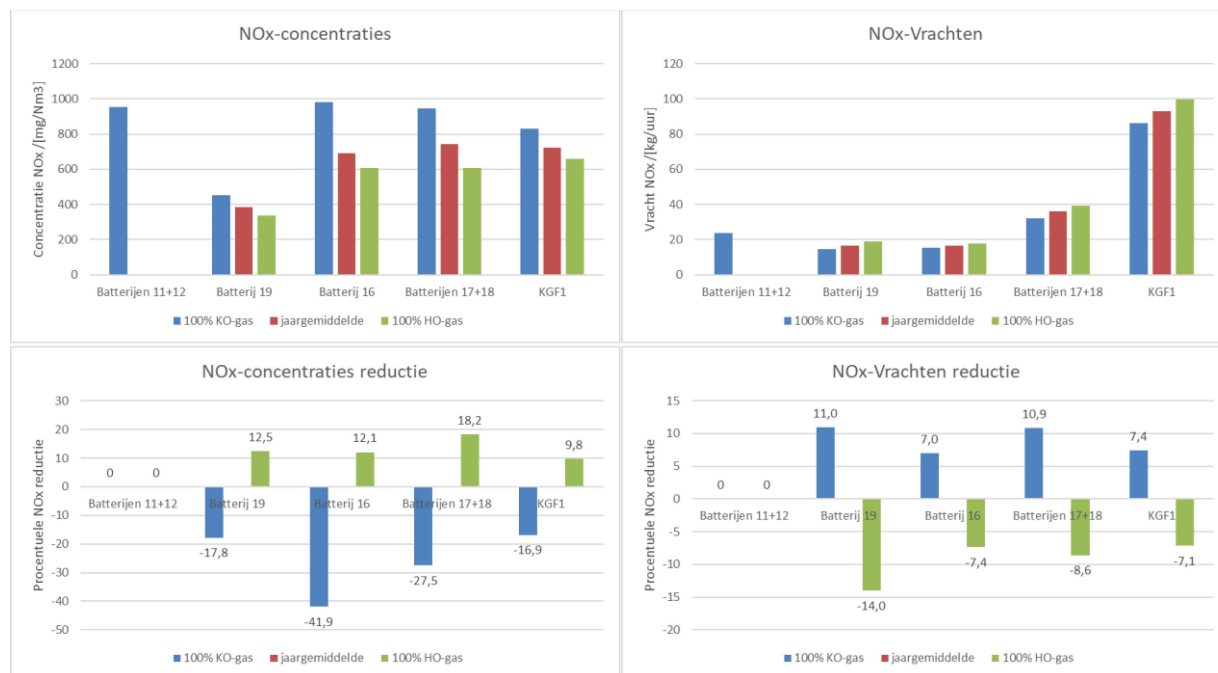 NOx-concentraties
Concentratie NOx /[mg/Nm3]
1200
1000
800
600
400
200
0
Batterijen 11+12 Batterij 19 Batterij 16 Batterijen 17+18 KGF1
100% KO-gas jaargemiddelde 100% HO-gas
NOx-Vrachten
Vracht NOx /[kg/uur]
120
100
80
60
40
20
0
Batterijen 11+12 Batterij 19 Batterij 16 Batterijen 17+18 KGF1
100% KO-gas jaargemiddelde 100% HO-gas
NOx-concentraties reductie
Procentuele NOx reductie
30
20
10
0
-10
-20
-30
-40
-50
0 0 12,5 12,1 18,2 9,8
Batterijen 11+12 Batterij 19 Batterij 16 Batterijen 17+18 KGF1
-17,8 -41,9 -27,5 -16,9
100% KO-gas jaargemiddelde 100% HO-gas
NOx-Vrachten reductie
Procentuele NOx reductie
15
10
5
0
-5
-10
-15
-20
0 0 11,0 7,0 10,9 7,4
Batterijen 11+12 Batterij 19 Batterij 16 Batterijen 17+18 KGF1
-14,0 -7,4 -8,6 -7,1
100% KO-gas jaargemiddelde 100% HO-gas